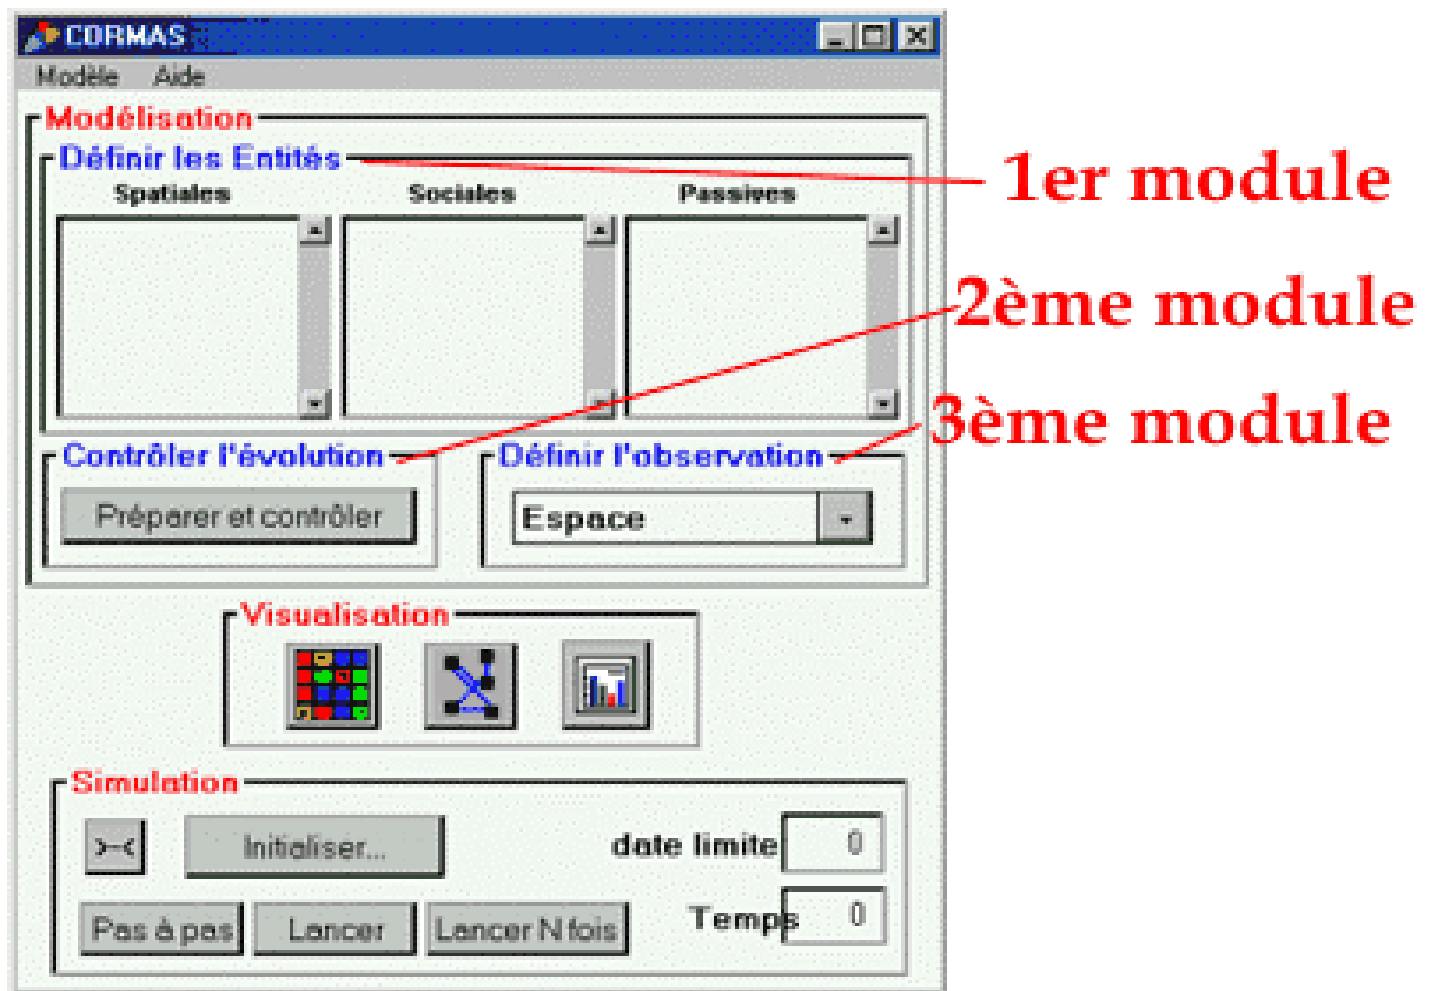 CORMAS
Modèle Aide
Modélisation
Définir les Entités
Spatiales Sociales Passives
1er module
2ème module
3ème module
Contrôler l'évolution Définir l'observation
Préparer et contrôler Espace
Visualisation
Simulation
>-< Initialiser... date limite 0
Pas à pas Lancer Lancer N fois Temps 0